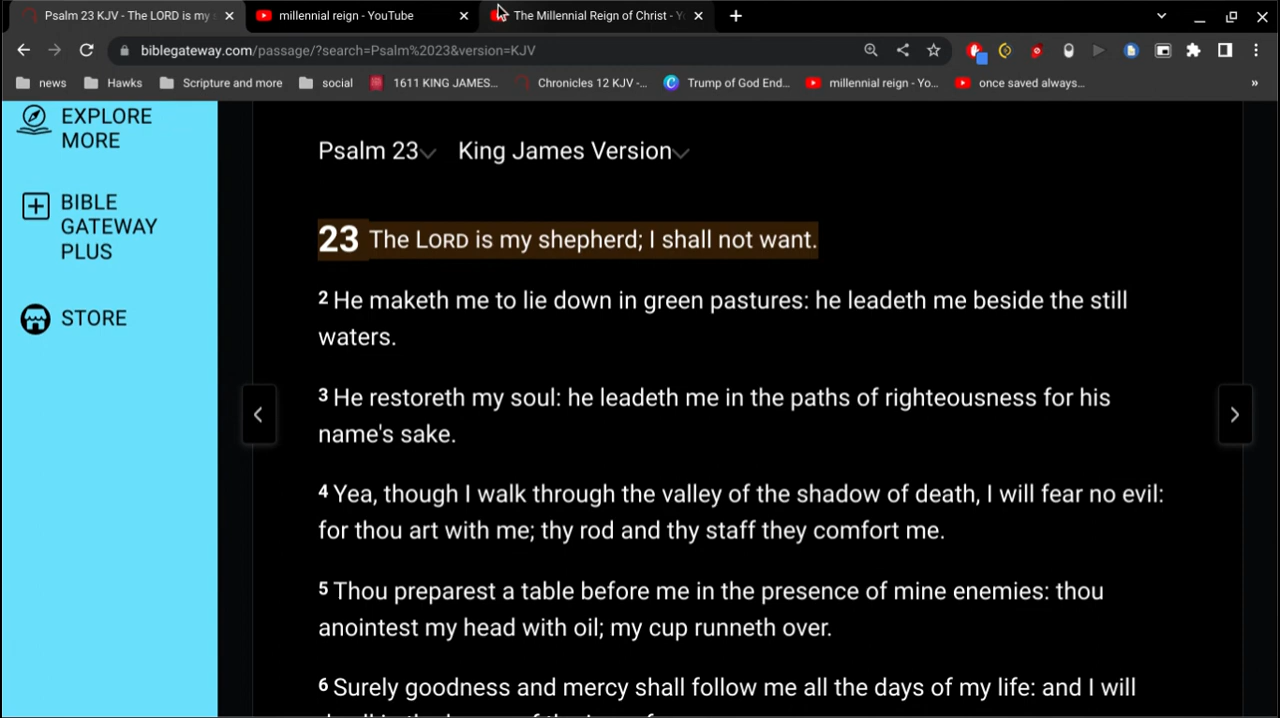 Psalm 23 KJV - The LORD is my s
millennial reign - YouTube
The Millennial Reign of Christ - Y
biblegateway.com/passage/?search=Psalm%2023&version=KJV
news
Hawks
Scripture and more
social
1611 KING JAMES...
Chronicles 12 KJV -...
Trump of God End...
millennial reign - Yo...
once saved always...
»
EXPLORE
MORE
BIBLE
GATEWAY
PLUS
STORE
Psalm 23 King James Version
23 The LORD is my shepherd; I shall not want.
2 He maketh me to lie down in green pastures: he leadeth me beside the still
waters.
3 He restoreth my soul: he leadeth me in the paths of righteousness for his
name's sake.
4 Yea, though I walk through the valley of the shadow of death, I will fear no evil:
for thou art with me; thy rod and thy staff they comfort me.
5 Thou preparest a table before me in the presence of mine enemies: thou
anointest my head with oil; my cup runneth over.
6 Surely goodness and mercy shall follow me all the days of my life: and I will